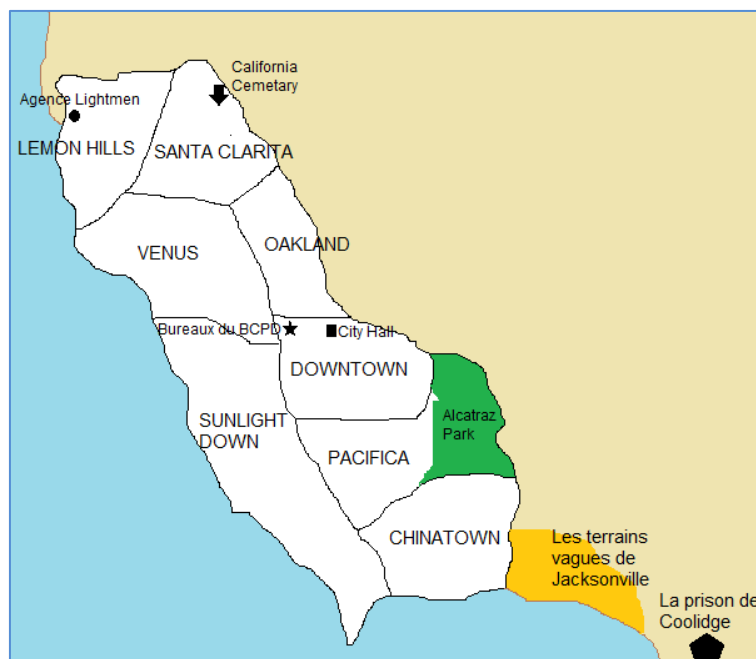 California
Cemetary
Agence Lightmen
LEMON HILLS
SANTA CLARITA
VENUS
OAKLAND
Bureaux du BCPD
City Hall
DOWNTOWN
Alcatraz
Park
SUNLIGHT
DOWN
PACIFICA
CHINATOWN
Les terrains
vagues de
Jacksonville
La prison de
Coolidge